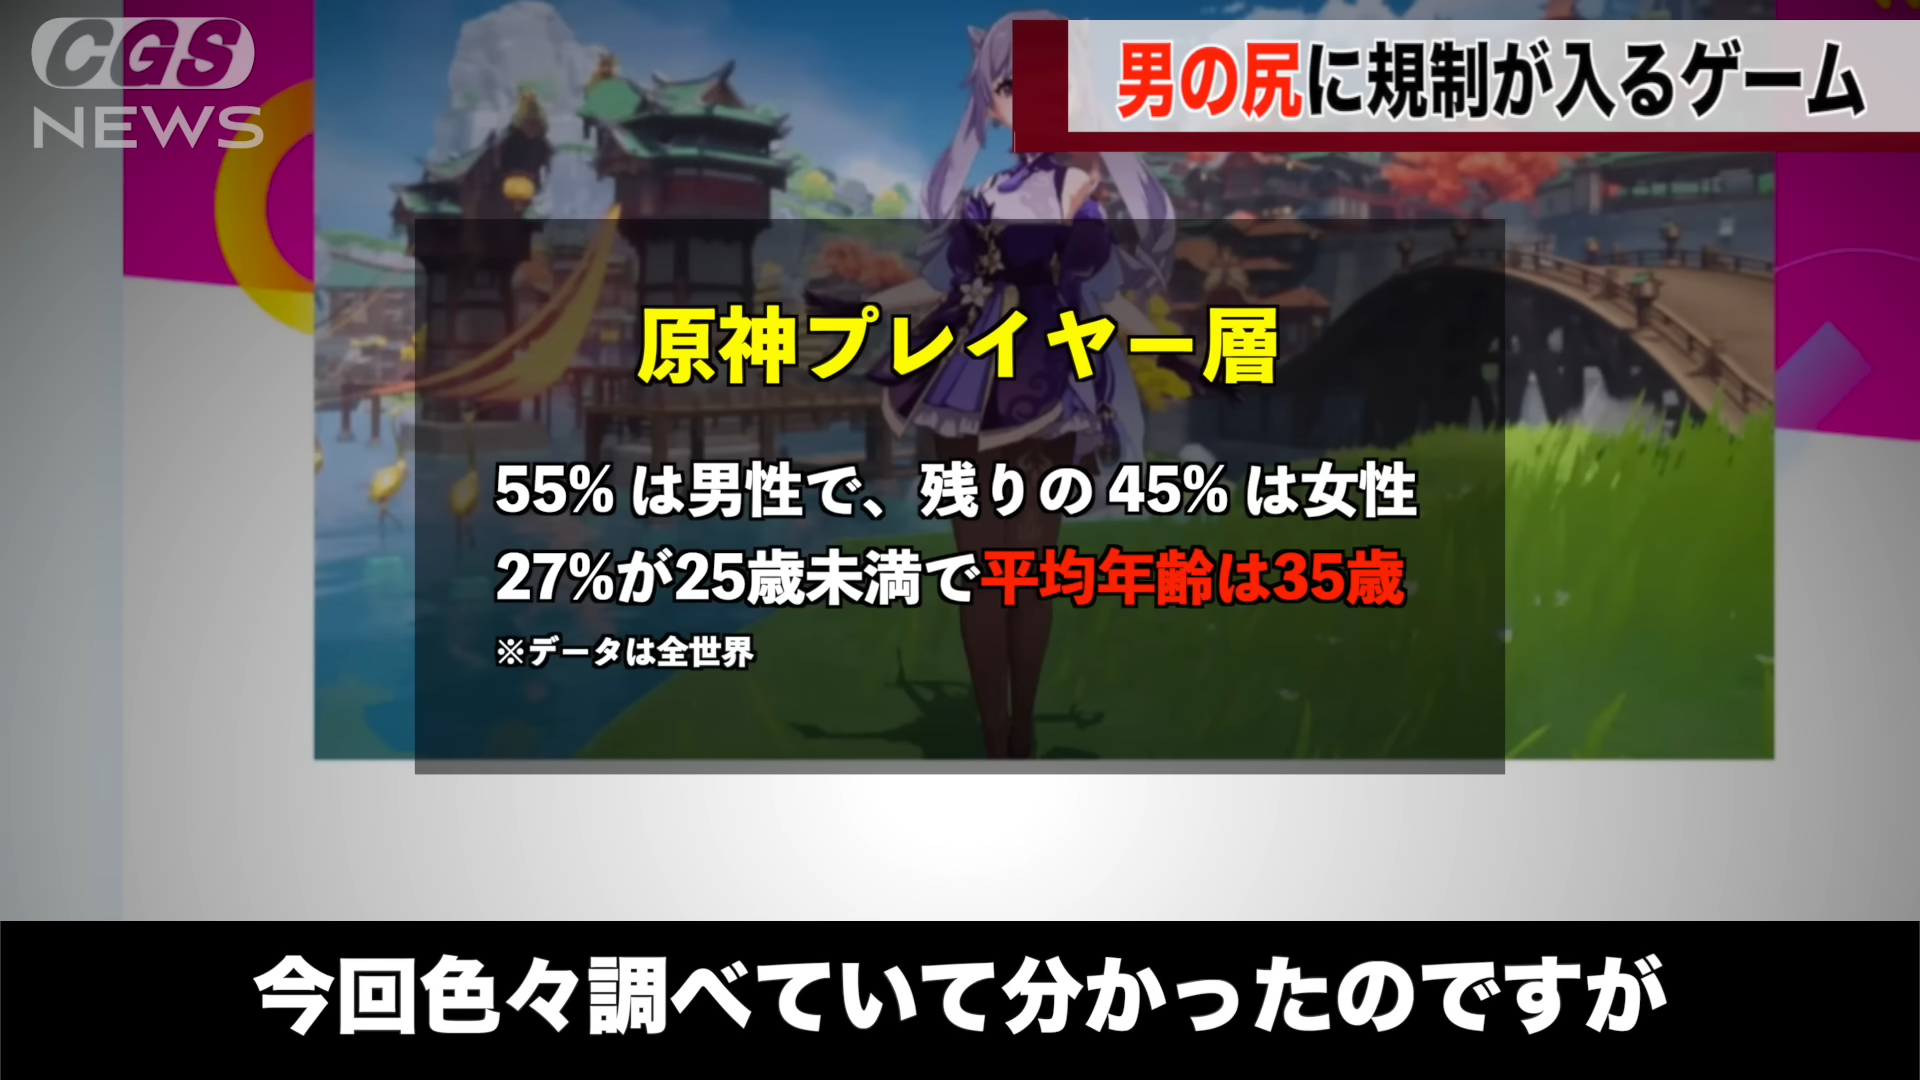 CGS
NEWS
男の尻に規制が入るゲーム
原神プレイヤー層
55% は男性で、残りの 45% は女性
27%が25歳未満で平均年齢は35歳
※データは全世界
今回色々調べていて分かったのですが